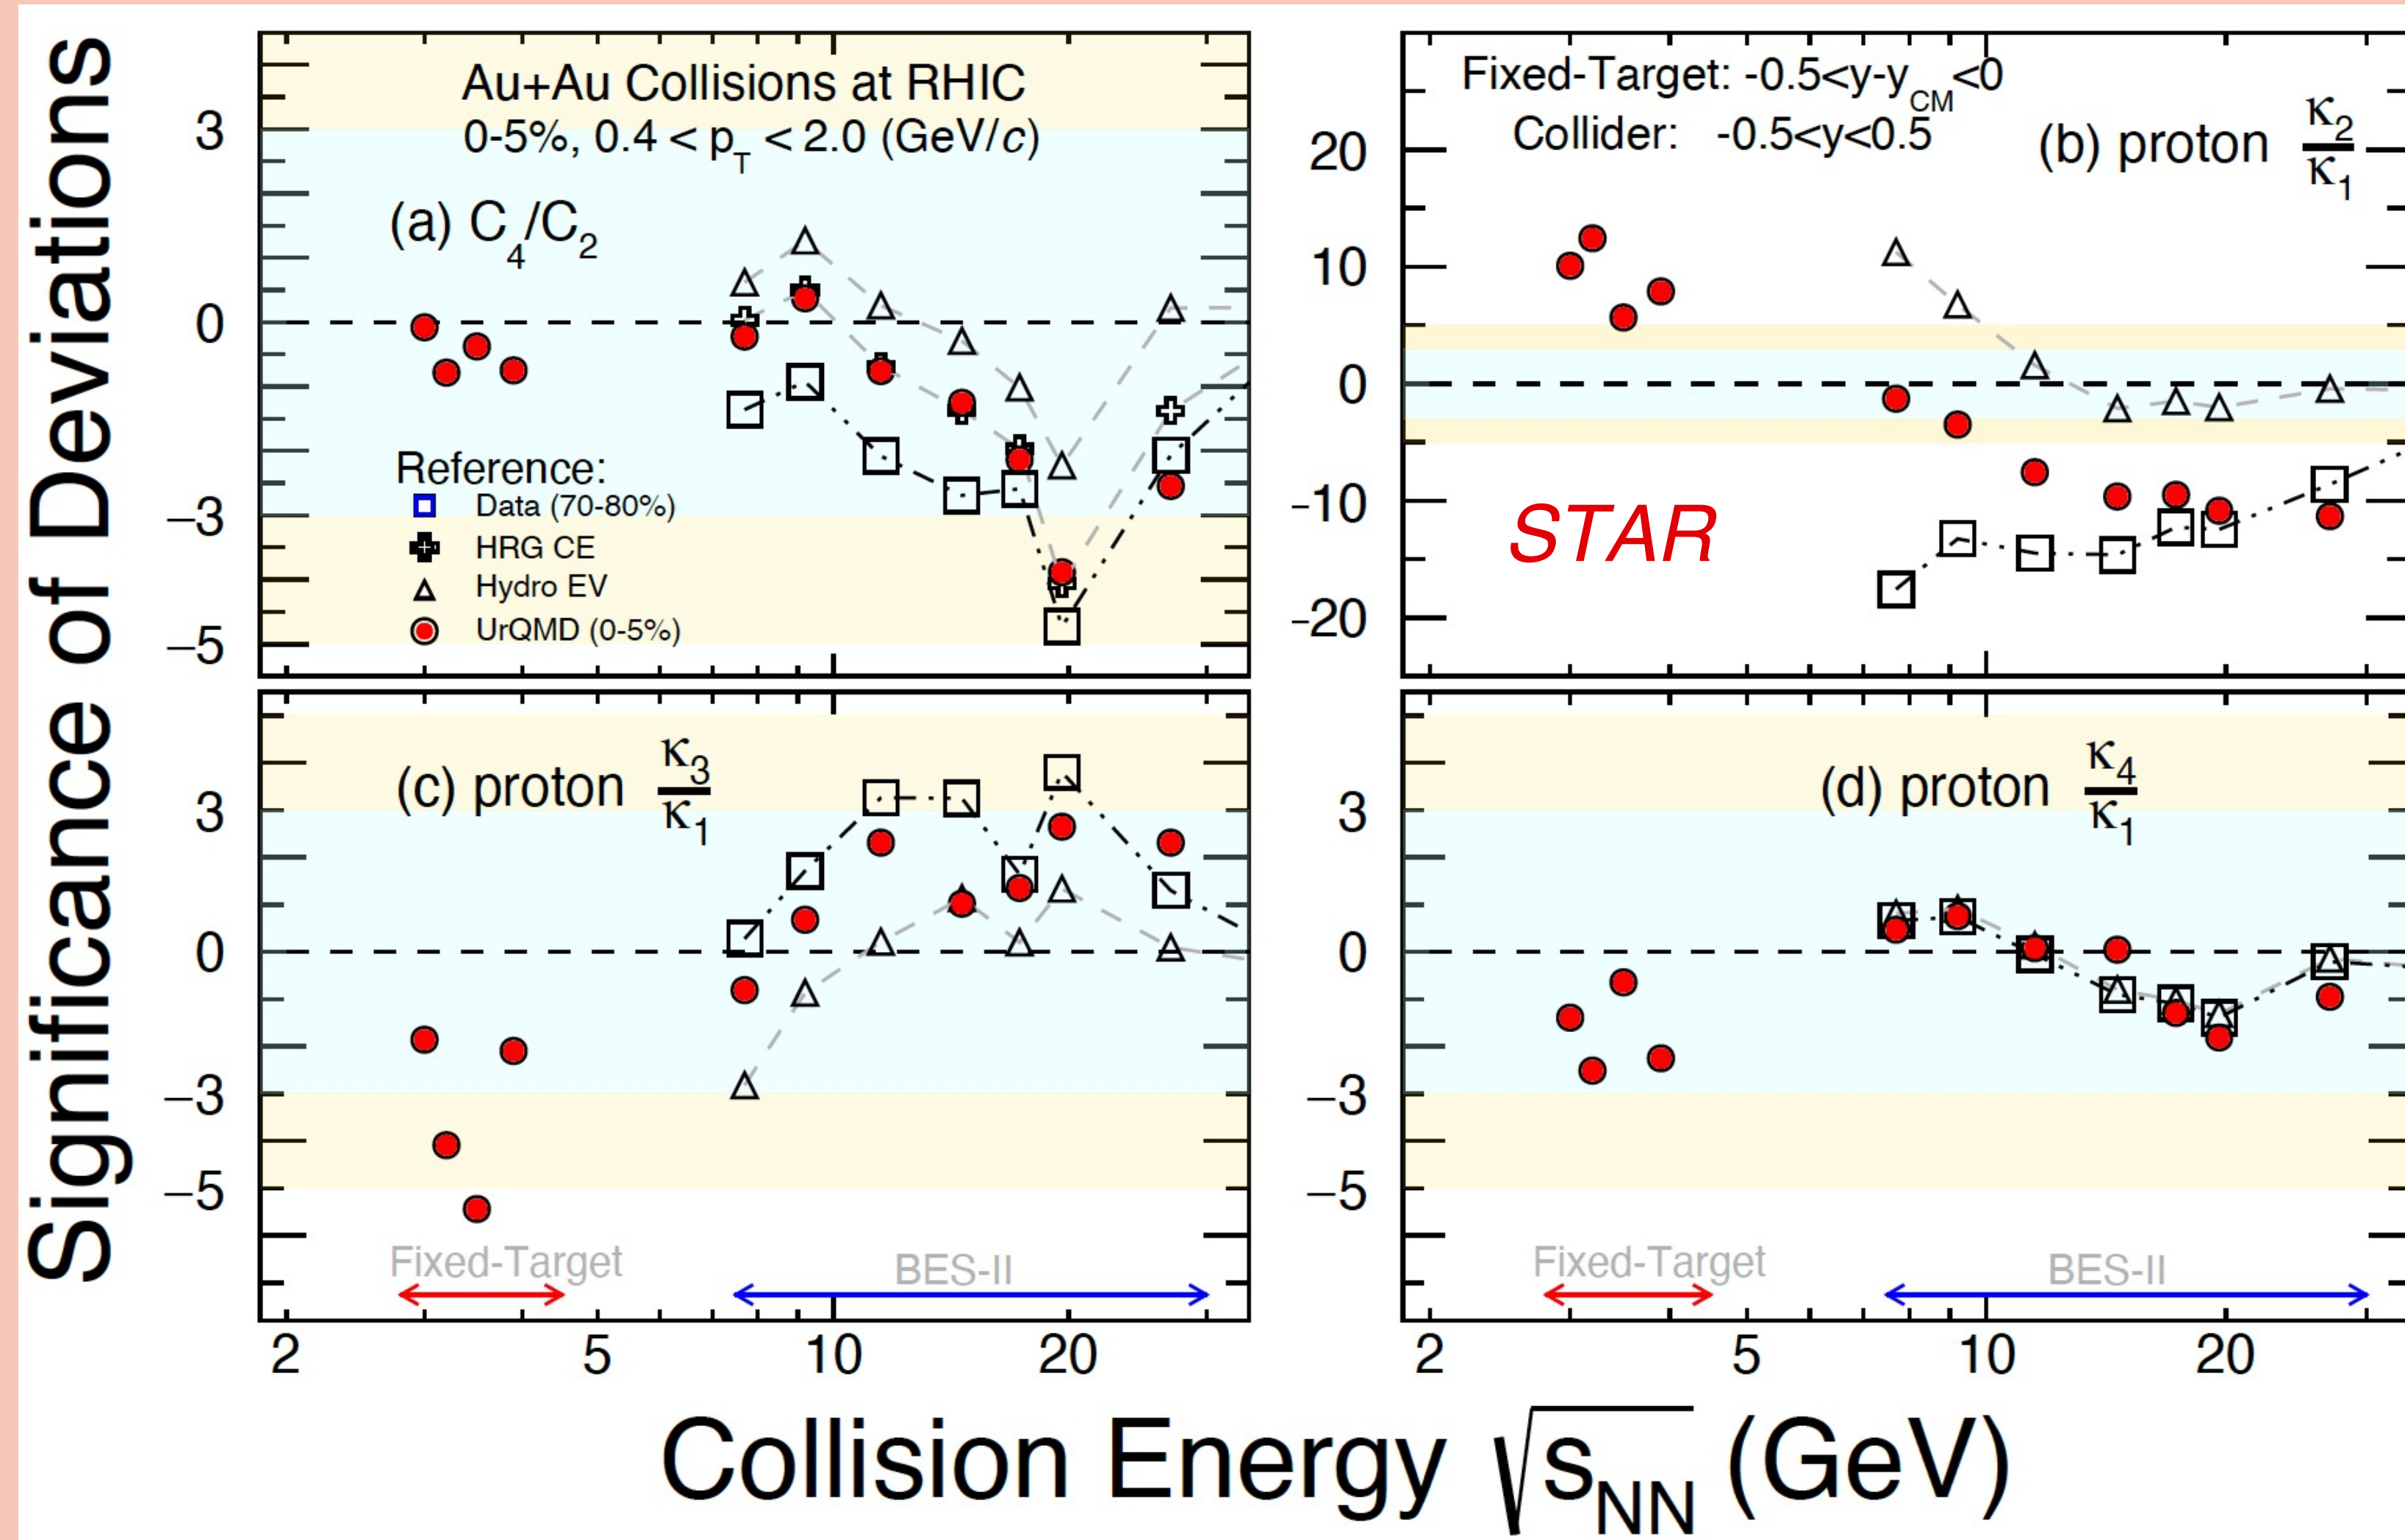 Significance of Deviations
Au+Au Collisions at RHIC
0-5%, 0.4 < p_T < 2.0 (GeV/c)
(a) C_4/C_2
3
0
−3
−5
Reference:
Data (70-80%)
HRG CE
Hydro EV
UrQMD (0-5%)
Fixed-Target: -0.5<y-y_CM<0
Collider: -0.5<y<0.5
(b) proton κ_2/κ_1
20
10
0
-10
-20
STAR
(c) proton κ_3/κ_1
3
0
−3
−5
Fixed-Target
BES-II
2 5 10 20
(d) proton κ_4/κ_1
3
0
−3
−5
Fixed-Target
BES-II
2 5 10 20
Collision Energy √s_NN (GeV)